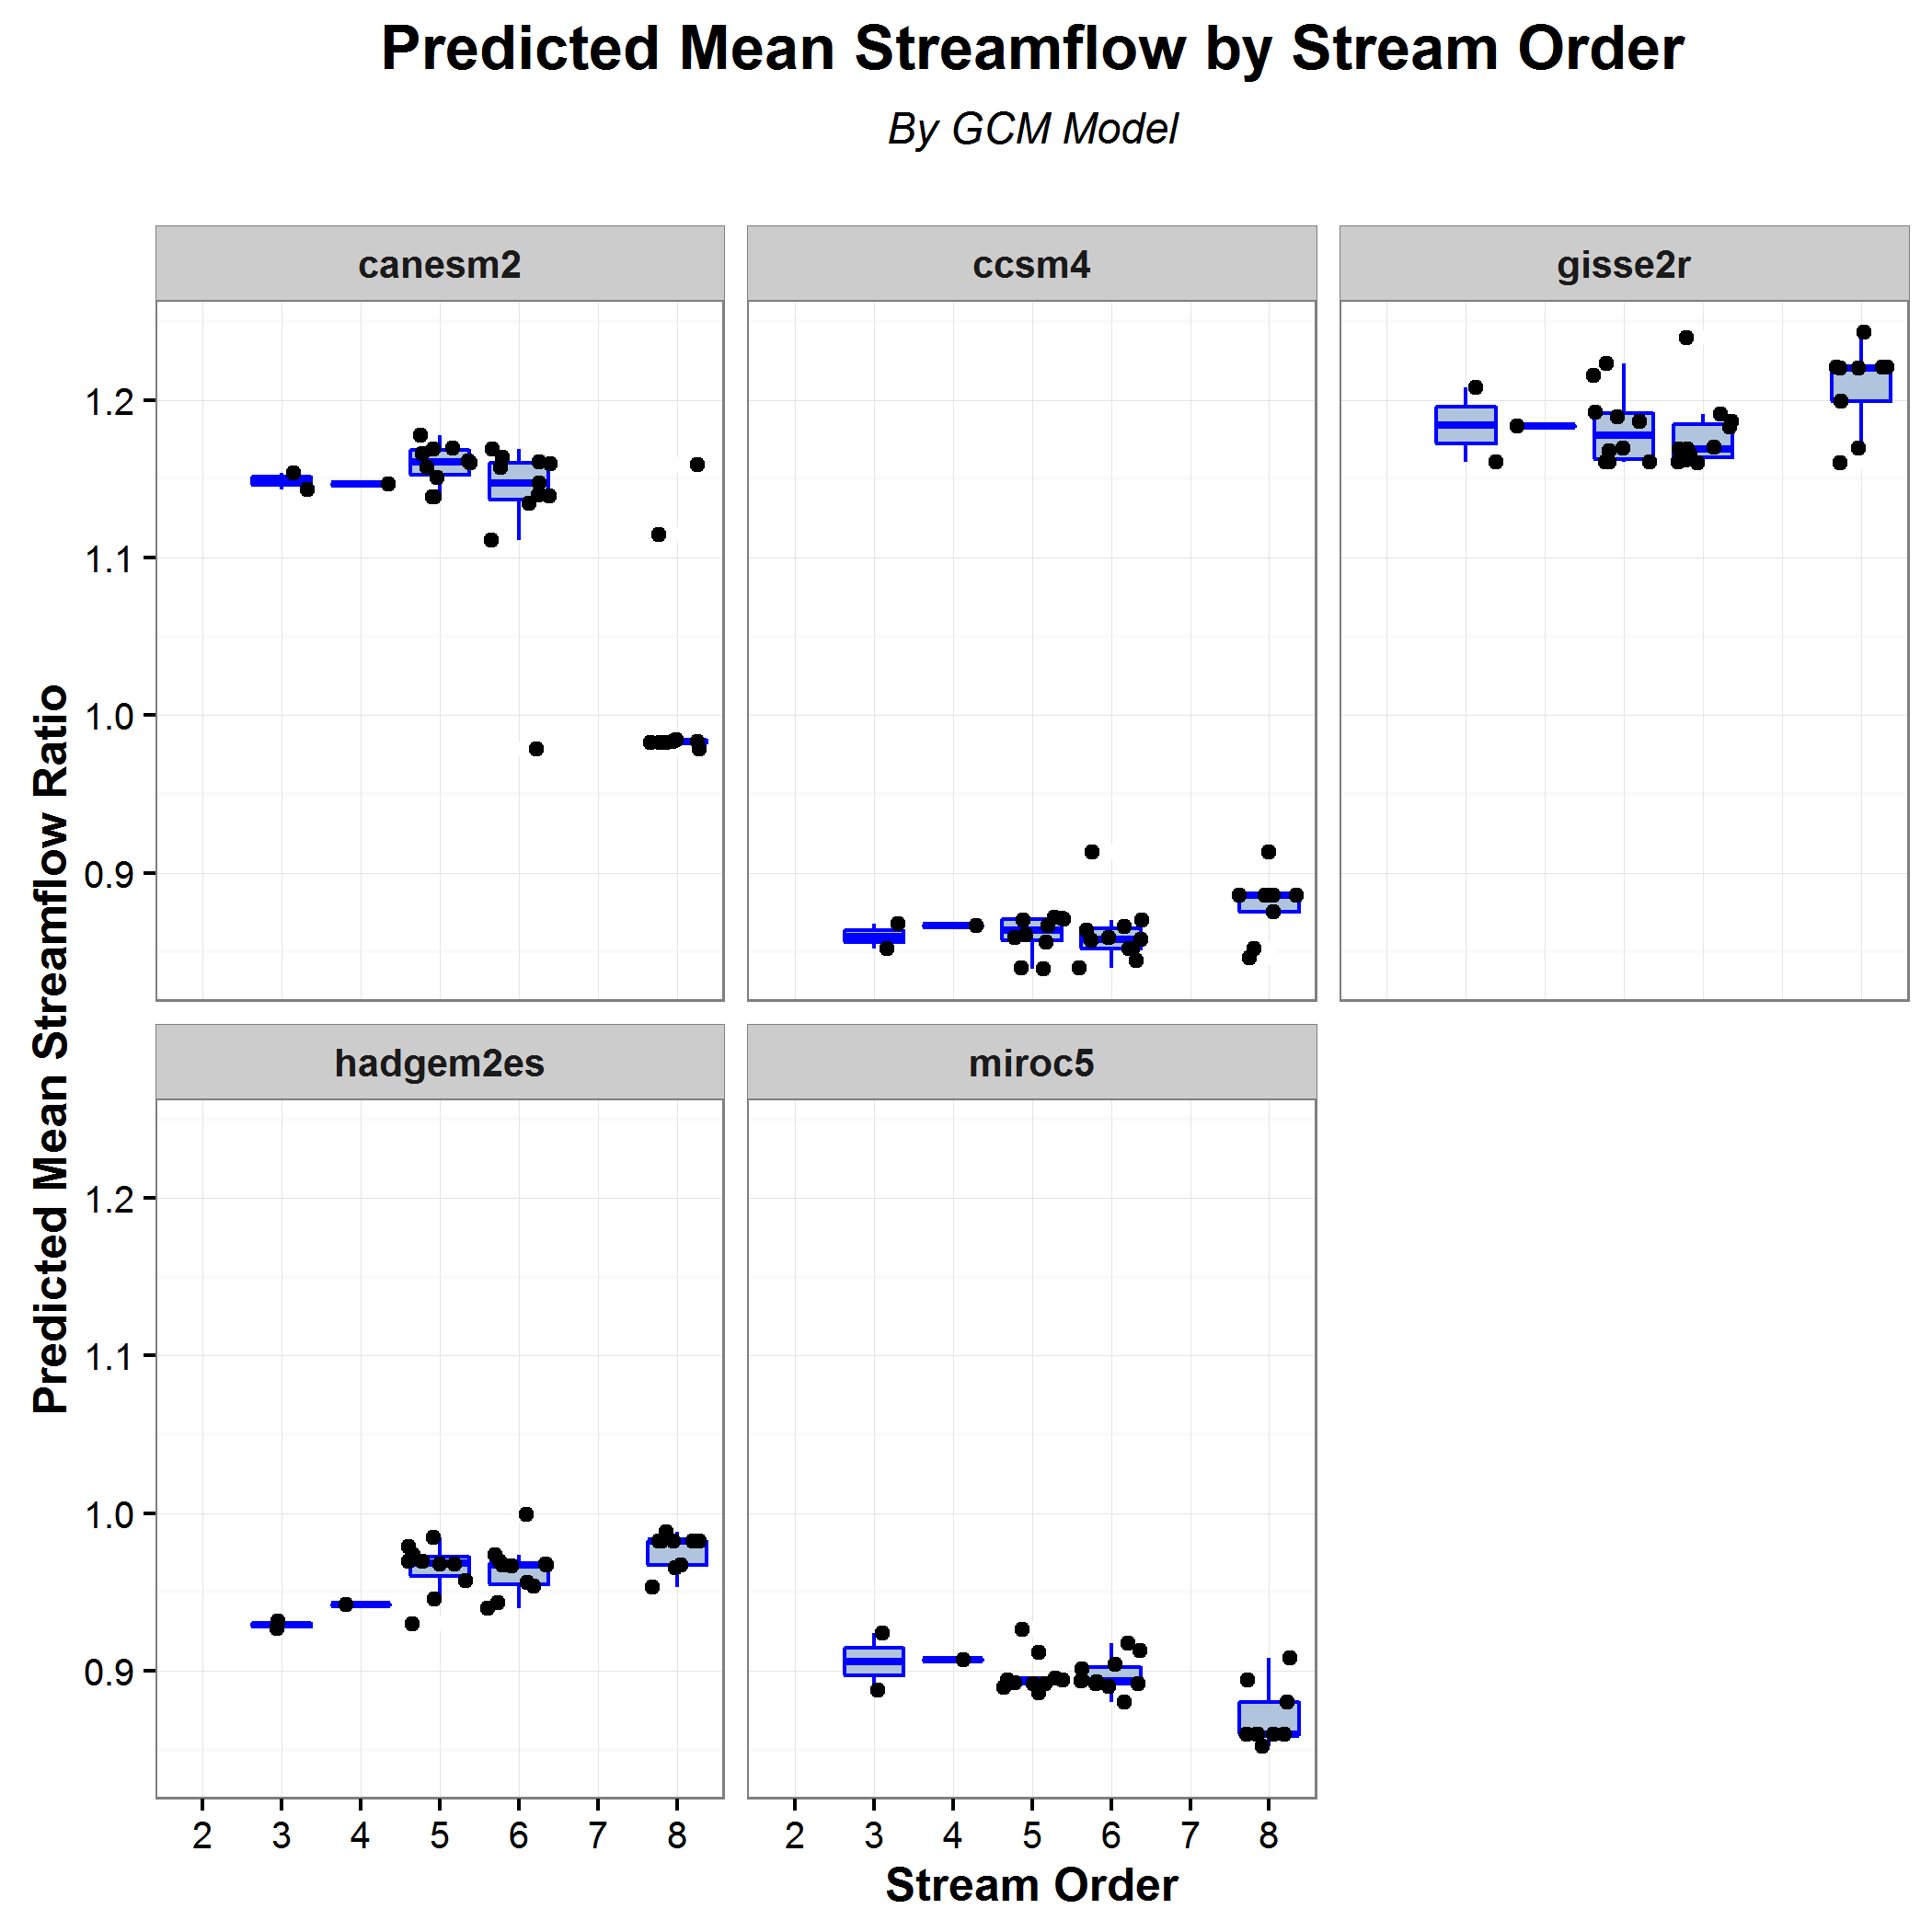 Predicted Mean Streamflow by Stream Order
By GCM Model
canesm2
ccsm4
gisse2r
1.2
1.1
1.0
0.9
Predicted Mean Streamflow Ratio
hadgem2es
miroc5
1.2
1.1
1.0
0.9
2 3 4 5 6 7 8
2 3 4 5 6 7 8
Stream Order